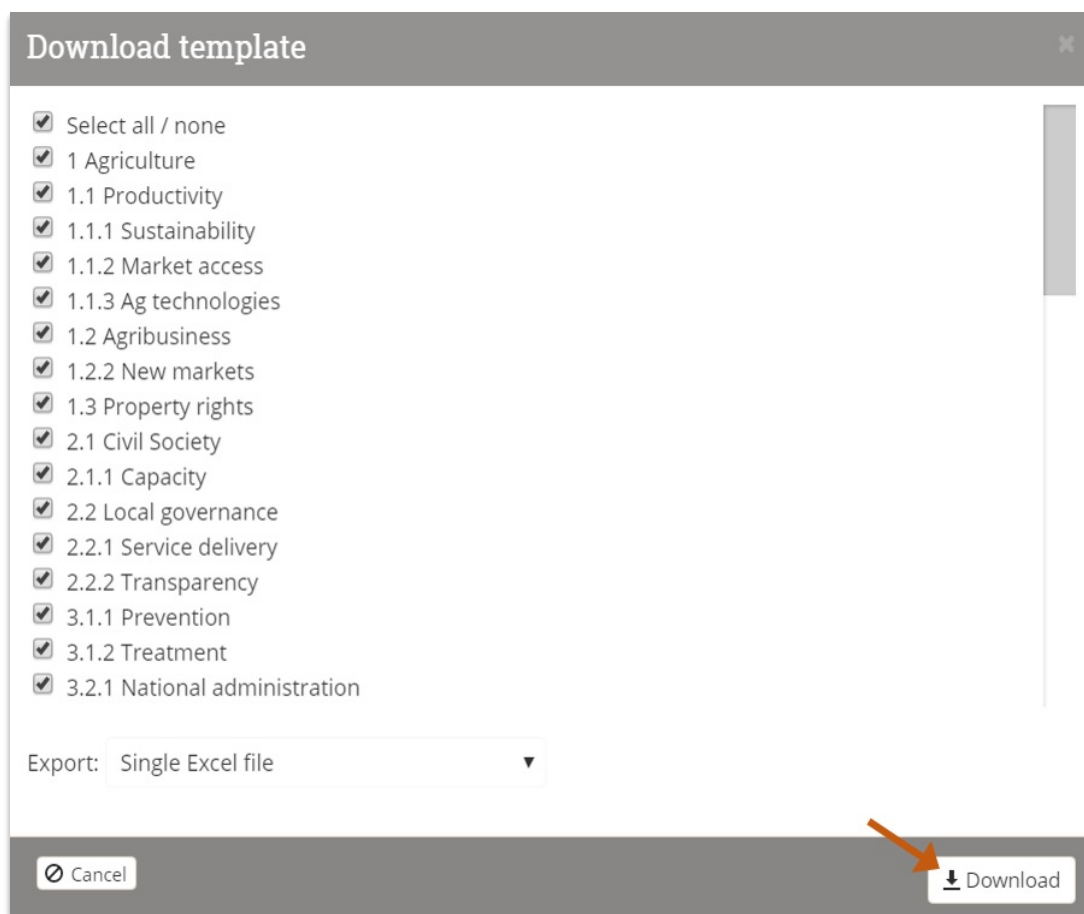 Download template
Select all / none
1 Agriculture
1.1 Productivity
1.1.1 Sustainability
1.1.2 Market access
1.1.3 Ag technologies
1.2 Agribusiness
1.2.2 New markets
1.3 Property rights
2.1 Civil Society
2.1.1 Capacity
2.2 Local governance
2.2.1 Service delivery
2.2.2 Transparency
3.1.1 Prevention
3.1.2 Treatment
3.2.1 National administration
Export: Single Excel file
Cancel
Download